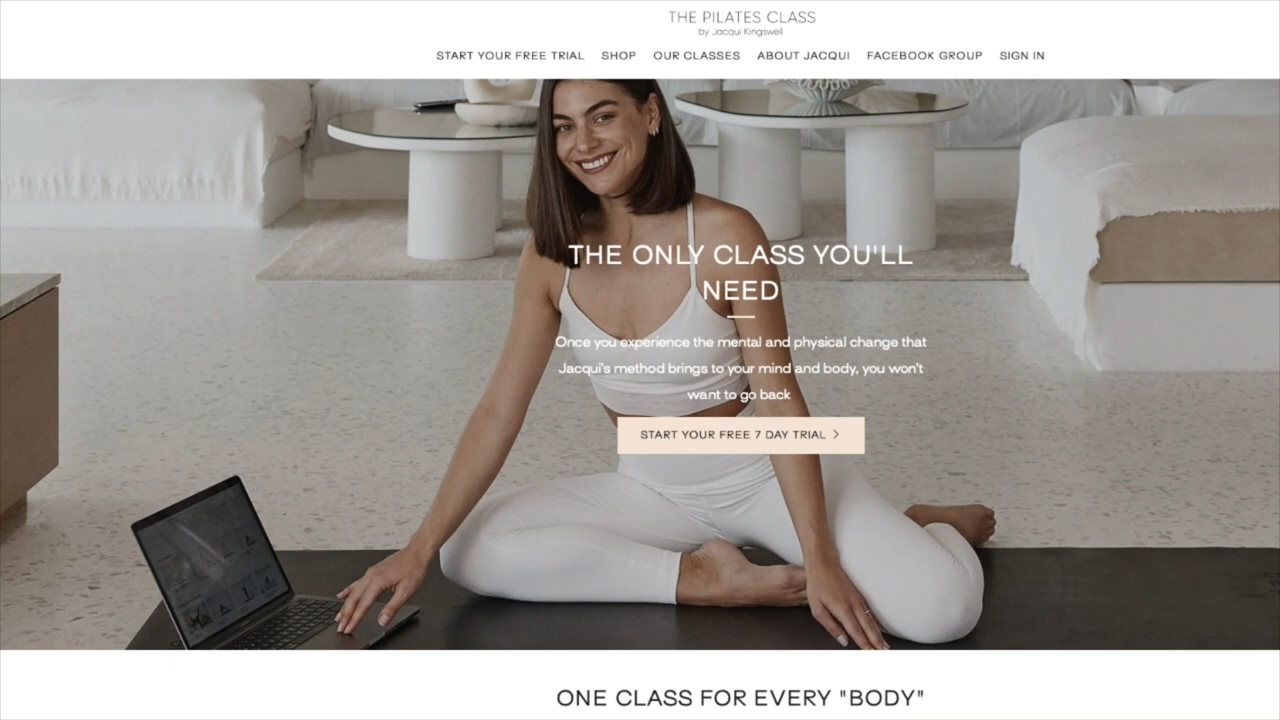 THE PILATES CLASS
by Jacqui Kingswell
START YOUR FREE TRIAL SHOP OUR CLASSES ABOUT JACQUI FACEBOOK GROUP SIGN IN
THE ONLY CLASS YOU'LL
NEED
Once you experience the mental and physical change that
Jacqui's method brings to your mind and body, you won't
want to go back
START YOUR FREE 7 DAY TRIAL >
ONE CLASS FOR EVERY "BODY"